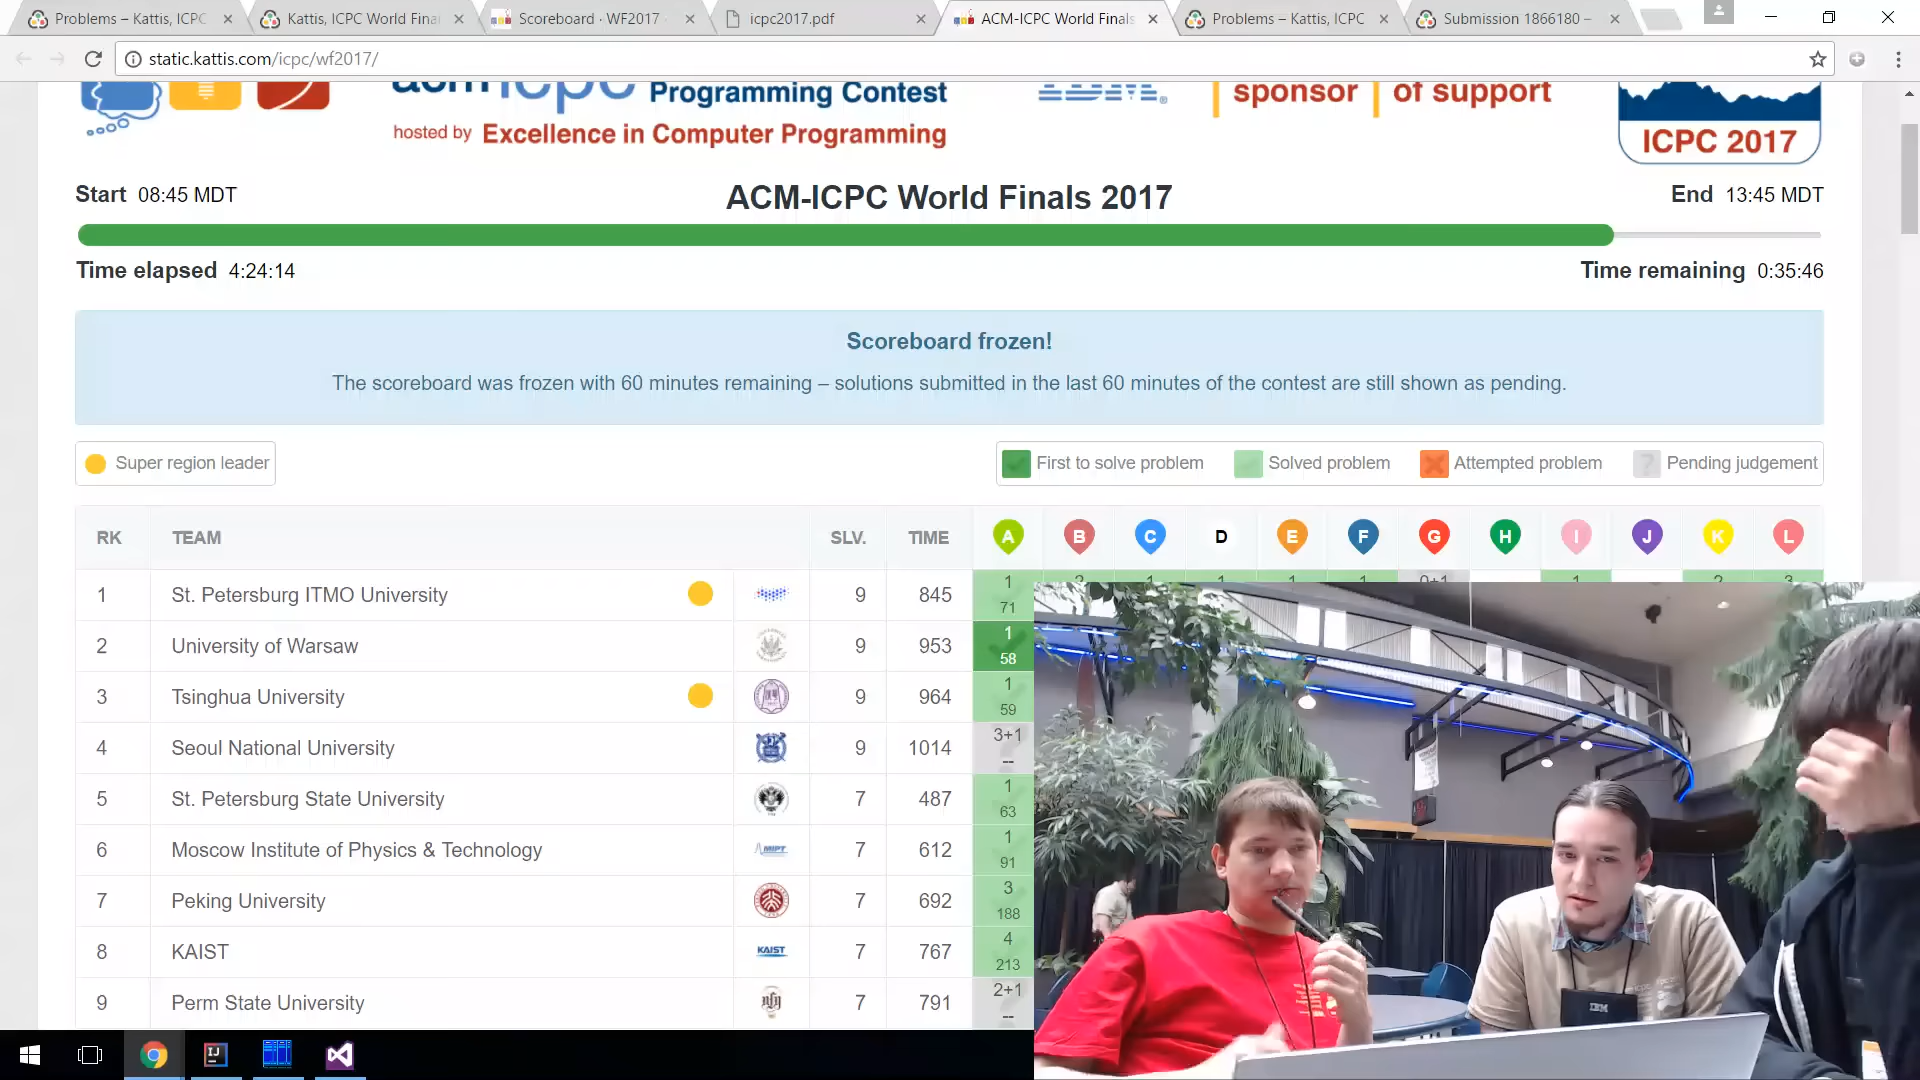 Problems – Kattis, ICPC
Kattis, ICPC World Fina
Scoreboard · WF2017
icpc2017.pdf
ACM-ICPC World Finals
Problems – Kattis, ICPC
Submission 1866180 –
static.kattis.com/icpc/wf2017/
acm icpc Programming Contest
IBM®
sponsor
of support
hosted by Excellence in Computer Programming
ICPC 2017
Start 08:45 MDT
ACM-ICPC World Finals 2017
End 13:45 MDT
Time elapsed 4:24:14
Time remaining 0:35:46
Scoreboard frozen!
The scoreboard was frozen with 60 minutes remaining – solutions submitted in the last 60 minutes of the contest are still shown as pending.
Super region leader
First to solve problem
Solved problem
Attempted problem
? Pending judgement
RK TEAM SLV. TIME A B C D E F G H I J K L
1 St. Petersburg ITMO University 9 845 1 71
2 University of Warsaw 9 953 1 58
3 Tsinghua University 9 964 1 59
4 Seoul National University 9 1014 3+1 --
5 St. Petersburg State University 7 487 1 63
6 Moscow Institute of Physics & Technology MIPT 7 612 1 91
7 Peking University 7 692 3 188
8 KAIST KAIST 7 767 4 213
9 Perm State University 7 791 2+1 --
IBM
IJ